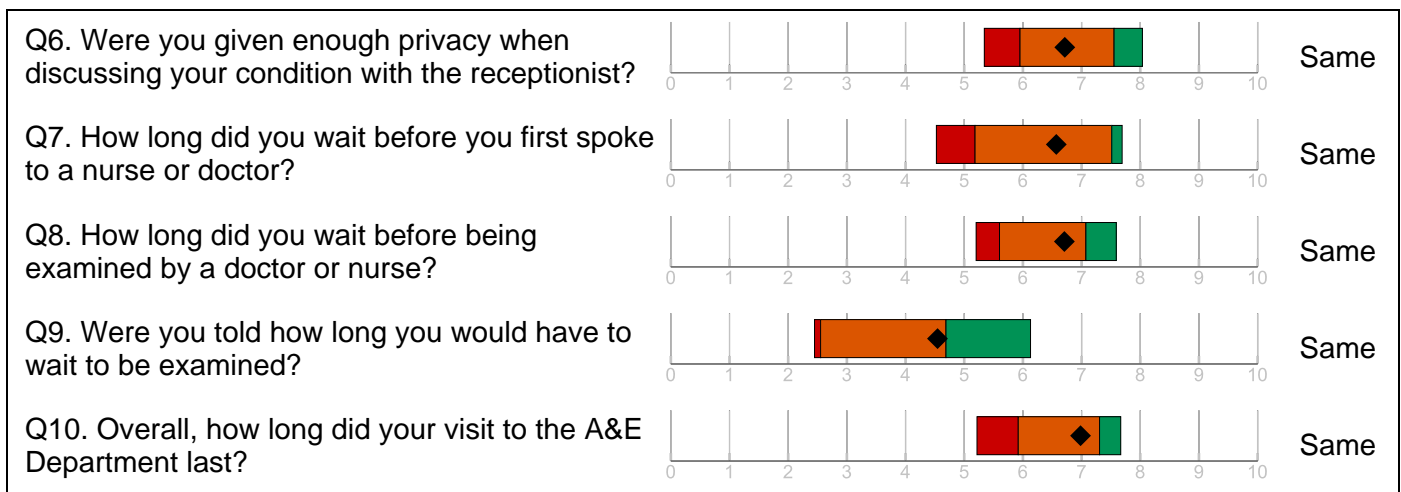 Q6. Were you given enough privacy when
discussing your condition with the receptionist?
0 1 2 3 4 5 6 7 8 9 10
Same
Q7. How long did you wait before you first spoke
to a nurse or doctor?
0 1 2 3 4 5 6 7 8 9 10
Same
Q8. How long did you wait before being
examined by a doctor or nurse?
0 1 2 3 4 5 6 7 8 9 10
Same
Q9. Were you told how long you would have to
wait to be examined?
0 1 2 3 4 5 6 7 8 9 10
Same
Q10. Overall, how long did your visit to the A&E
Department last?
0 1 2 3 4 5 6 7 8 9 10
Same